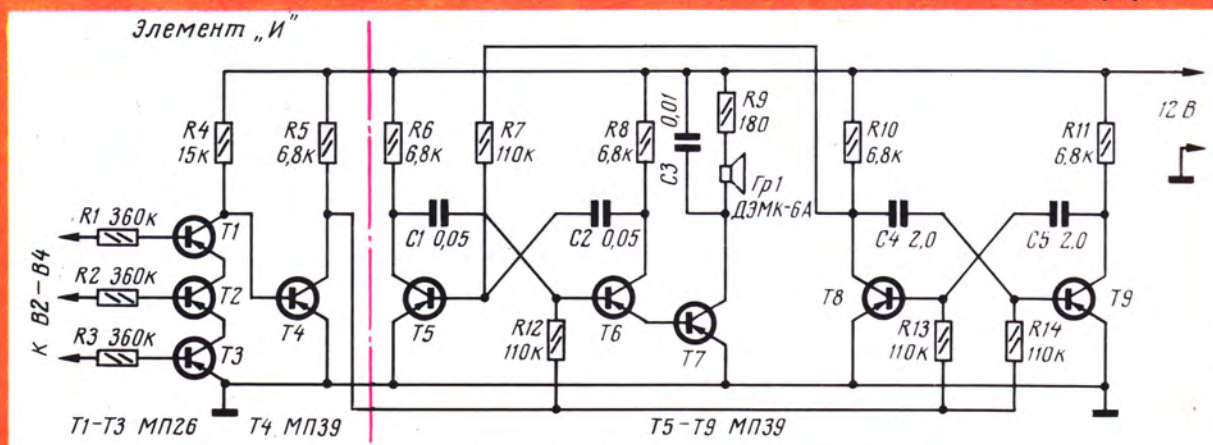 Элемент „И"
R4
15к
R5
6,8к
R6
6,8к
R7
110к
R8
6,8к
C3 0,01
R9
180
R10
6,8к
R11
6,8к
12 В
Гр1
ДЭМК-6А
R1 360к
T1
R2 360к
T2
R3 360к
T3
К В2-В4
T4
C1 0,05
C2 0,05
T5
T6
T7
R12
110к
C4 2,0
C5 2,0
T8
T9
R13
110к
R14
110к
T1-T3 МП26
T4 МП39
T5-T9 МП39